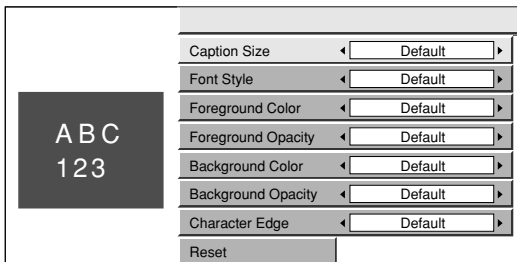 ABC
123
Caption Size Default
Font Style Default
Foreground Color Default
Foreground Opacity Default
Background Color Default
Background Opacity Default
Character Edge Default
Reset